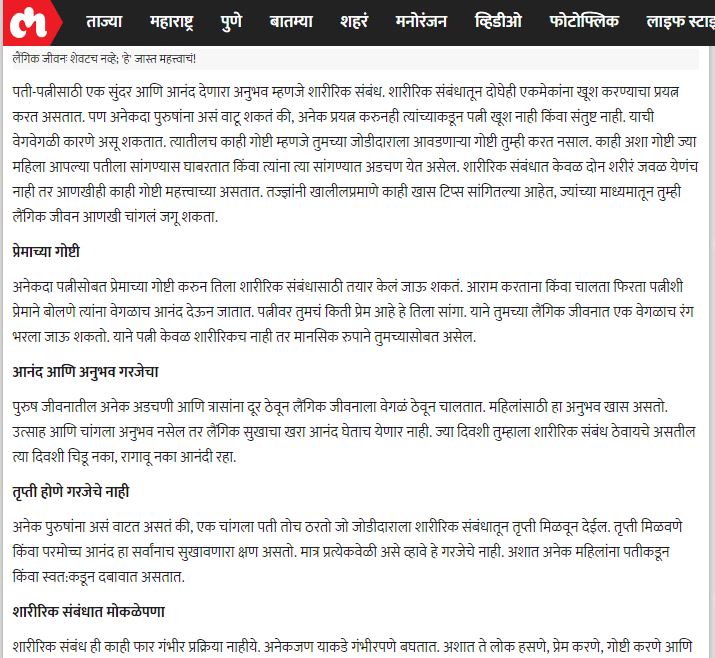 ताज्या महाराष्ट्र पुणे बातम्या शहरं मनोरंजन व्हिडीओ फोटोफ्लिक लाइफ स्टाइ
लैंगिक जीवनः शेवटच नव्हे; 'हे' जास्त महत्त्वाचं!
पती-पत्नीसाठी एक सुंदर आणि आनंद देणारा अनुभव म्हणजे शारीरिक संबंध. शारीरिक संबंधातून दोघेही एकमेकांना खूश करण्याचा प्रयत्न
करत असतात. पण अनेकदा पुरुषांना असं वाटू शकतं की, अनेक प्रयत्न करुनही त्यांच्याकडून पत्नी खूश नाही किंवा संतुष्ट नाही. याची
वेगवेगळी कारणे असू शकतात. त्यातीलच काही गोष्टी म्हणजे तुमच्या जोडीदाराला आवडणाऱ्या गोष्टी तुम्ही करत नसाल. काही अशा गोष्टी ज्या
महिला आपल्या पतीला सांगण्यास घाबरतात किंवा त्यांना त्या सांगण्यात अडचण येत असेल. शारीरिक संबंधात केवळ दोन शरीरं जवळ येणंच
नाही तर आणखीही काही गोष्टी महत्त्वाच्या असतात. तज्ज्ञांनी खालीलप्रमाणे काही खास टिप्स सांगितल्या आहेत, ज्यांच्या माध्यमातून तुम्ही
लैंगिक जीवन आणखी चांगलं जगू शकता.
प्रेमाच्या गोष्टी
अनेकदा पत्नीसोबत प्रेमाच्या गोष्टी करुन तिला शारीरिक संबंधासाठी तयार केलं जाऊ शकतं. आराम करताना किंवा चालता फिरता पत्नीशी
प्रेमाने बोलणे त्यांना वेगळाच आनंद देऊन जातात. पत्नीवर तुमचं किती प्रेम आहे हे तिला सांगा. याने तुमच्या लैंगिक जीवनात एक वेगळाच रंग
भरला जाऊ शकतो. याने पत्नी केवळ शारीरिकच नाही तर मानसिक रुपाने तुमच्यासोबत असेल.
आनंद आणि अनुभव गरजेचा
पुरुष जीवनातील अनेक अडचणी आणि त्रासांना दूर ठेवून लैंगिक जीवनाला वेगळं ठेवून चालतात. महिलांसाठी हा अनुभव खास असतो.
उत्साह आणि चांगला अनुभव नसेल तर लैंगिक सुखाचा खरा आनंद घेताच येणार नाही. ज्या दिवशी तुम्हाला शारीरिक संबंध ठेवायचे असतील
त्या दिवशी चिडू नका, रागावू नका आनंदी रहा.
तृप्ती होणे गरजेचे नाही
अनेक पुरुषांना असं वाटत असतं की, एक चांगला पती तोच ठरतो जो जोडीदाराला शारीरिक संबंधातून तृप्ती मिळवून देईल. तृप्ती मिळवणे
किंवा परमोच्च आनंद हा सर्वांनाच सुखावणारा क्षण असतो. मात्र प्रत्येकवेळी असे व्हावे हे गरजेचे नाही. अशात अनेक महिलांना पतीकडून
किंवा स्वत:कडून दबावात असतात.
शारीरिक संबंधात मोकळेपणा
शारीरिक संबंध ही काही फार गंभीर प्रक्रिया नाहीये. अनेकजण याकडे गंभीरपणे बघतात. अशात ते लोक हसणे, प्रेम करणे, गोष्टी करणे आणि